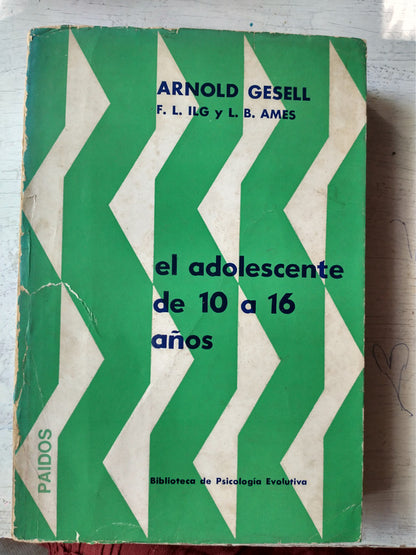 ARNOLD GESELL
F. L. ILG y L. B. AMES
el adolescente
de 10 a 16
años
Biblioteca de Psicología Evolutiva
PAIDOS